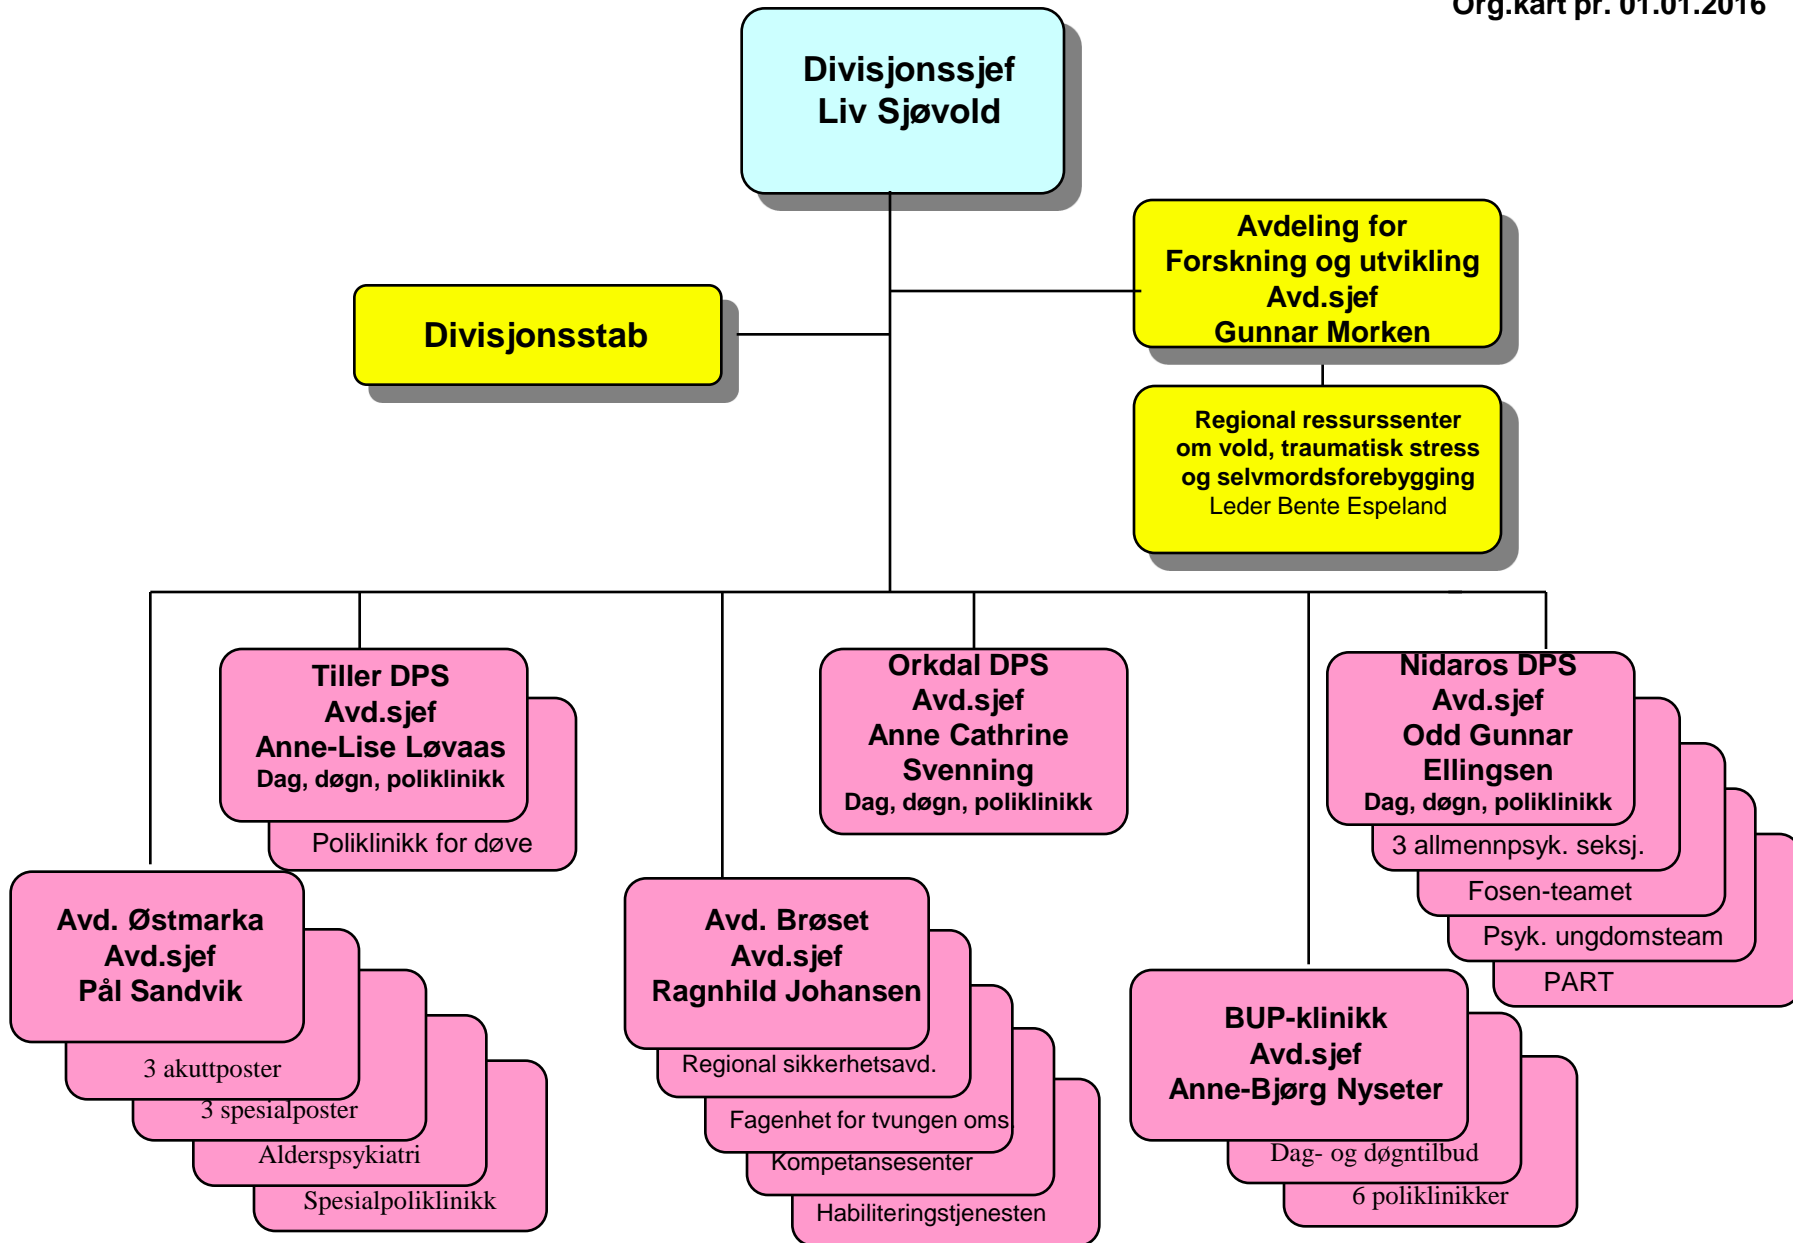 Org.kart pr. 01.01.2016
Divisjonssjef
Liv Sjøvold
Avdeling for
Forskning og utvikling
Avd.sjef
Gunnar Morken
Divisjonsstab
Regional ressurssenter
om vold, traumatisk stress
og selvmordsforebygging
Leder Bente Espeland
Tiller DPS
Avd.sjef
Anne-Lise Løvaas
Dag, døgn, poliklinikk
Poliklinikk for døve
Orkdal DPS
Avd.sjef
Anne Cathrine
Svenning
Dag, døgn, poliklinikk
Nidaros DPS
Avd.sjef
Odd Gunnar
Ellingsen
Dag, døgn, poliklinikk
3 allmennpsyk. seksj.
Fosen-teamet
Psyk. ungdomsteam
PART
Avd. Østmarka
Avd.sjef
Pål Sandvik
3 akuttposter
3 spesialposter
Alderspsykiatri
Spesialpoliklinikk
Avd. Brøset
Avd.sjef
Ragnhild Johansen
Regional sikkerhetsavd.
Fagenhet for tvungen oms.
Kompetansesenter
Habiliteringstjenesten
BUP-klinikk
Avd.sjef
Anne-Bjørg Nyseter
Dag- og døgntilbud
6 poliklinikker